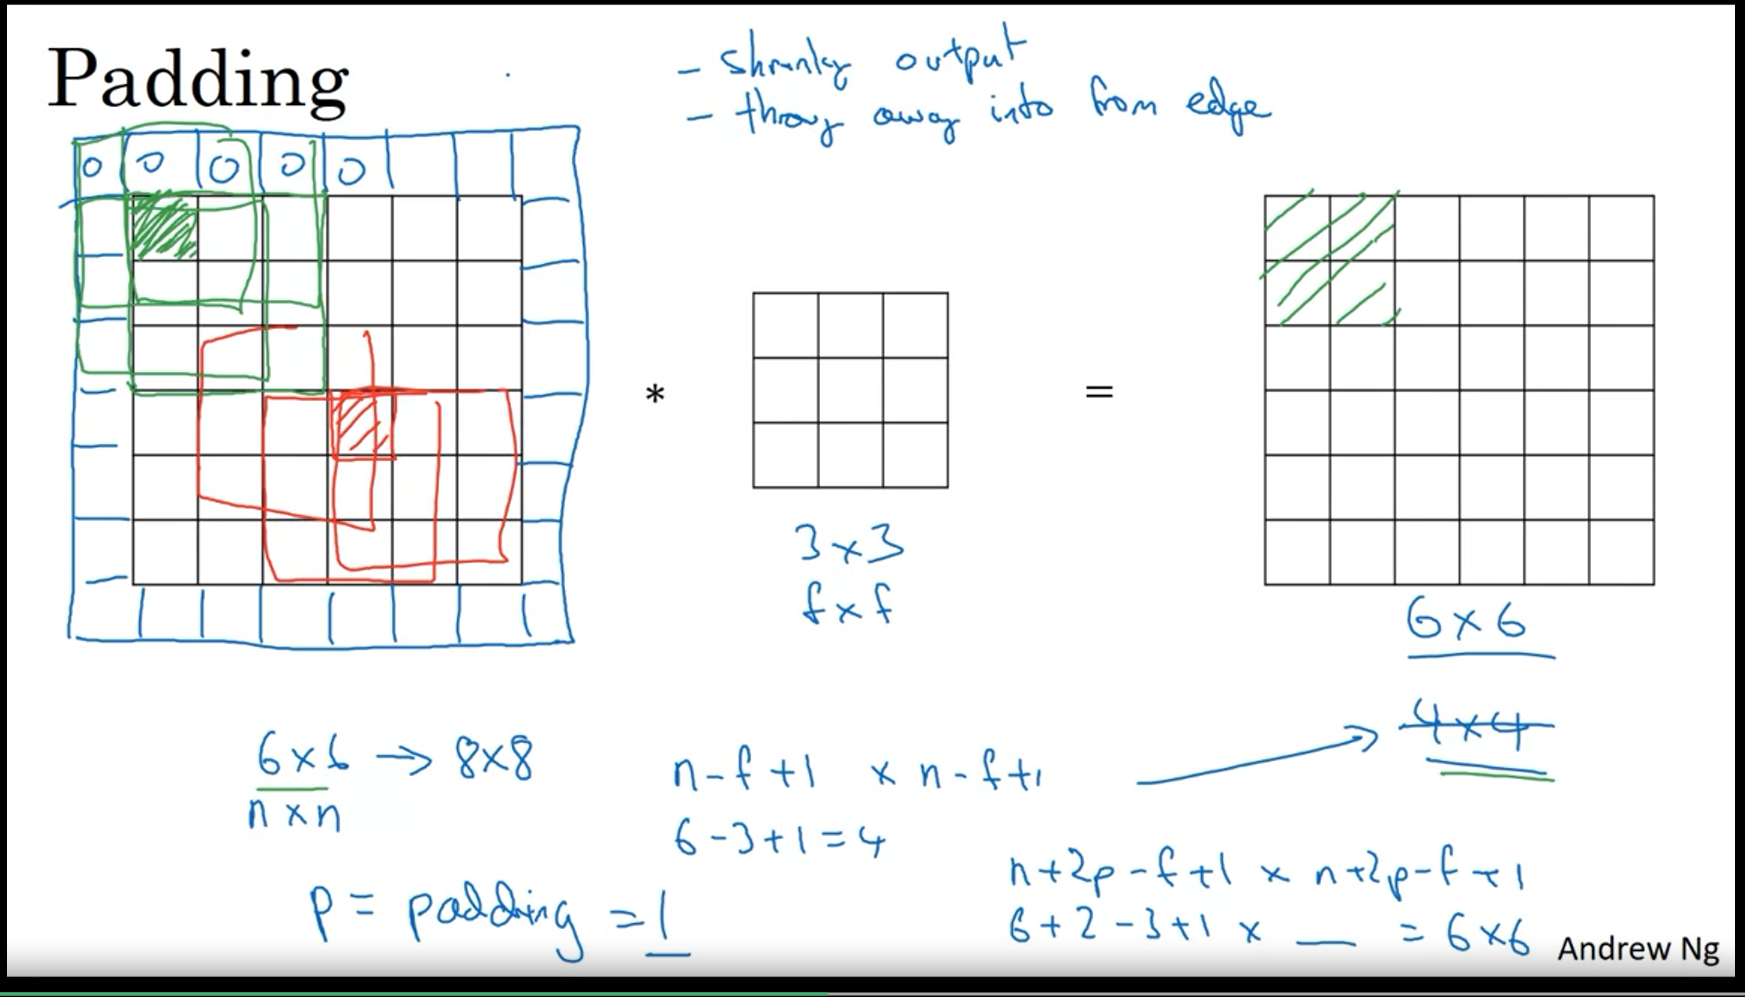 Padding
- shrinky output
- throw away info from edge
0 0 0 0 0
*
=
3 x 3
f x f
6 x 6
4 x 4
6 x 6 → 8 x 8
n x n
n - f + 1 x n - f + 1
6 - 3 + 1 = 4
p = padding = 1
n + 2p - f + 1 x n + 2p - f + 1
6 + 2 - 3 + 1 x __ = 6 x 6
Andrew Ng